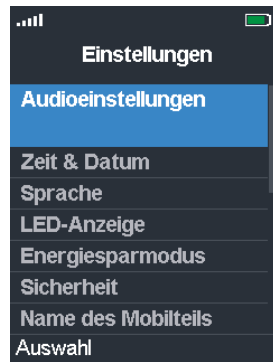 Einstellungen
Audioeinstellungen
Zeit & Datum
Sprache
LED-Anzeige
Energiesparmodus
Sicherheit
Name des Mobilteils
Auswahl